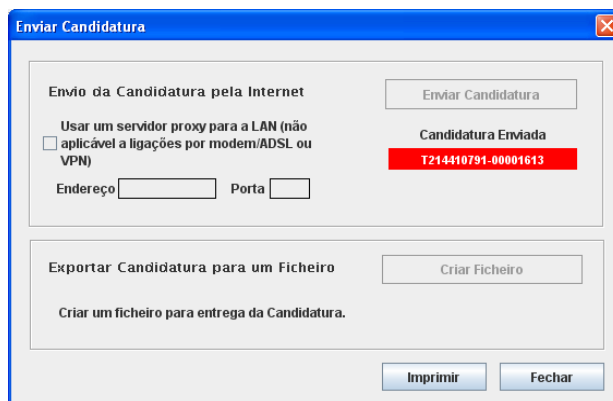 Enviar Candidatura
Envio da Candidatura pela Internet
Enviar Candidatura
Usar um servidor proxy para a LAN (não
aplicável a ligações por modem/ADSL ou
VPN)
Candidatura Enviada
T214410791-00001613
Endereço
Porta
Exportar Candidatura para um Ficheiro
Criar Ficheiro
Criar um ficheiro para entrega da Candidatura.
Imprimir
Fechar